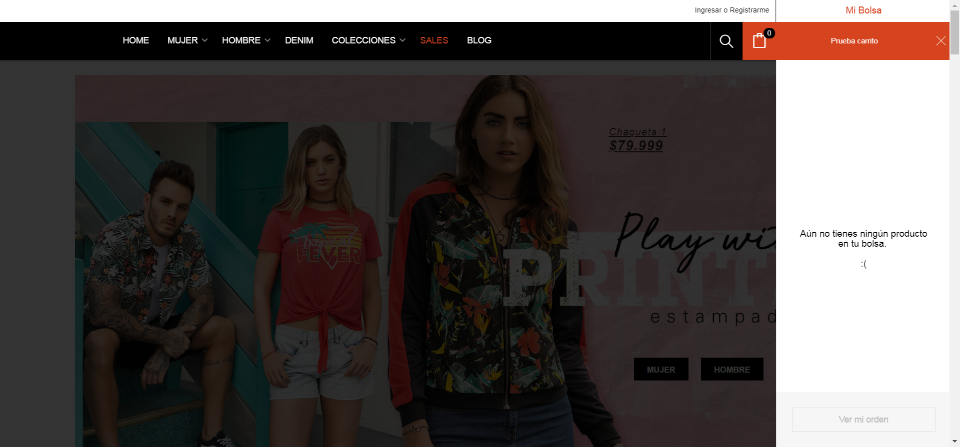 Ingresar o Registrarme
Mi Bolsa
HOME MUJER HOMBRE DENIM COLECCIONES SALES BLOG
0
Prueba carrito
Chaqueta 1
$79.999
FEVER
Play wi
PRINT
estampad
MUJER HOMBRE
Aún no tienes ningún producto
en tu bolsa.
:(
Ver mi orden